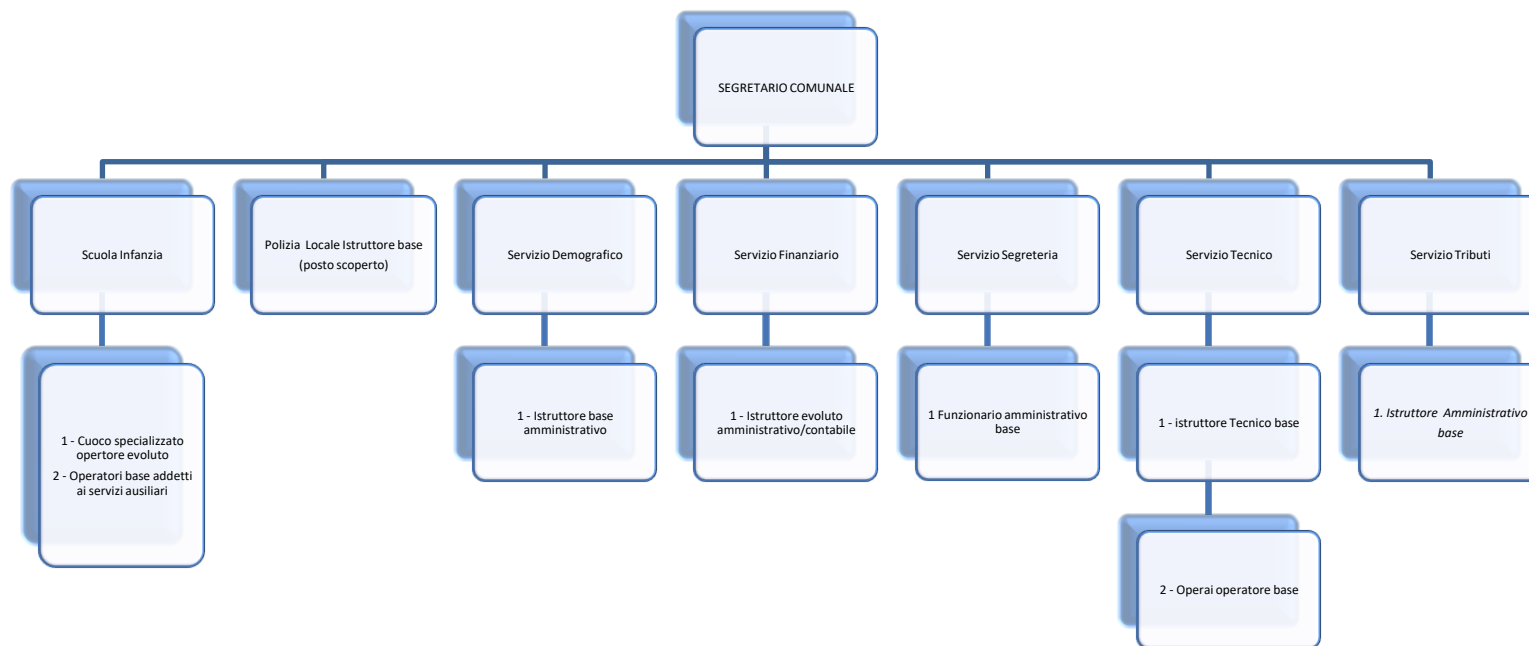 SEGRETARIO COMUNALE
Scuola Infanzia
Polizia Locale Istruttore base
(posto scoperto)
Servizio Demografico
Servizio Finanziario
Servizio Segreteria
Servizio Tecnico
Servizio Tributi
1 - Cuoco specializzato
opertore evoluto
2 - Operatori base addetti
ai servizi ausiliari
1 - Istruttore base
amministrativo
1 - Istruttore evoluto
amministrativo/contabile
1 Funzionario amministrativo
base
1 - istruttore Tecnico base
1. Istruttore Amministrativo
base
2 - Operai operatore base